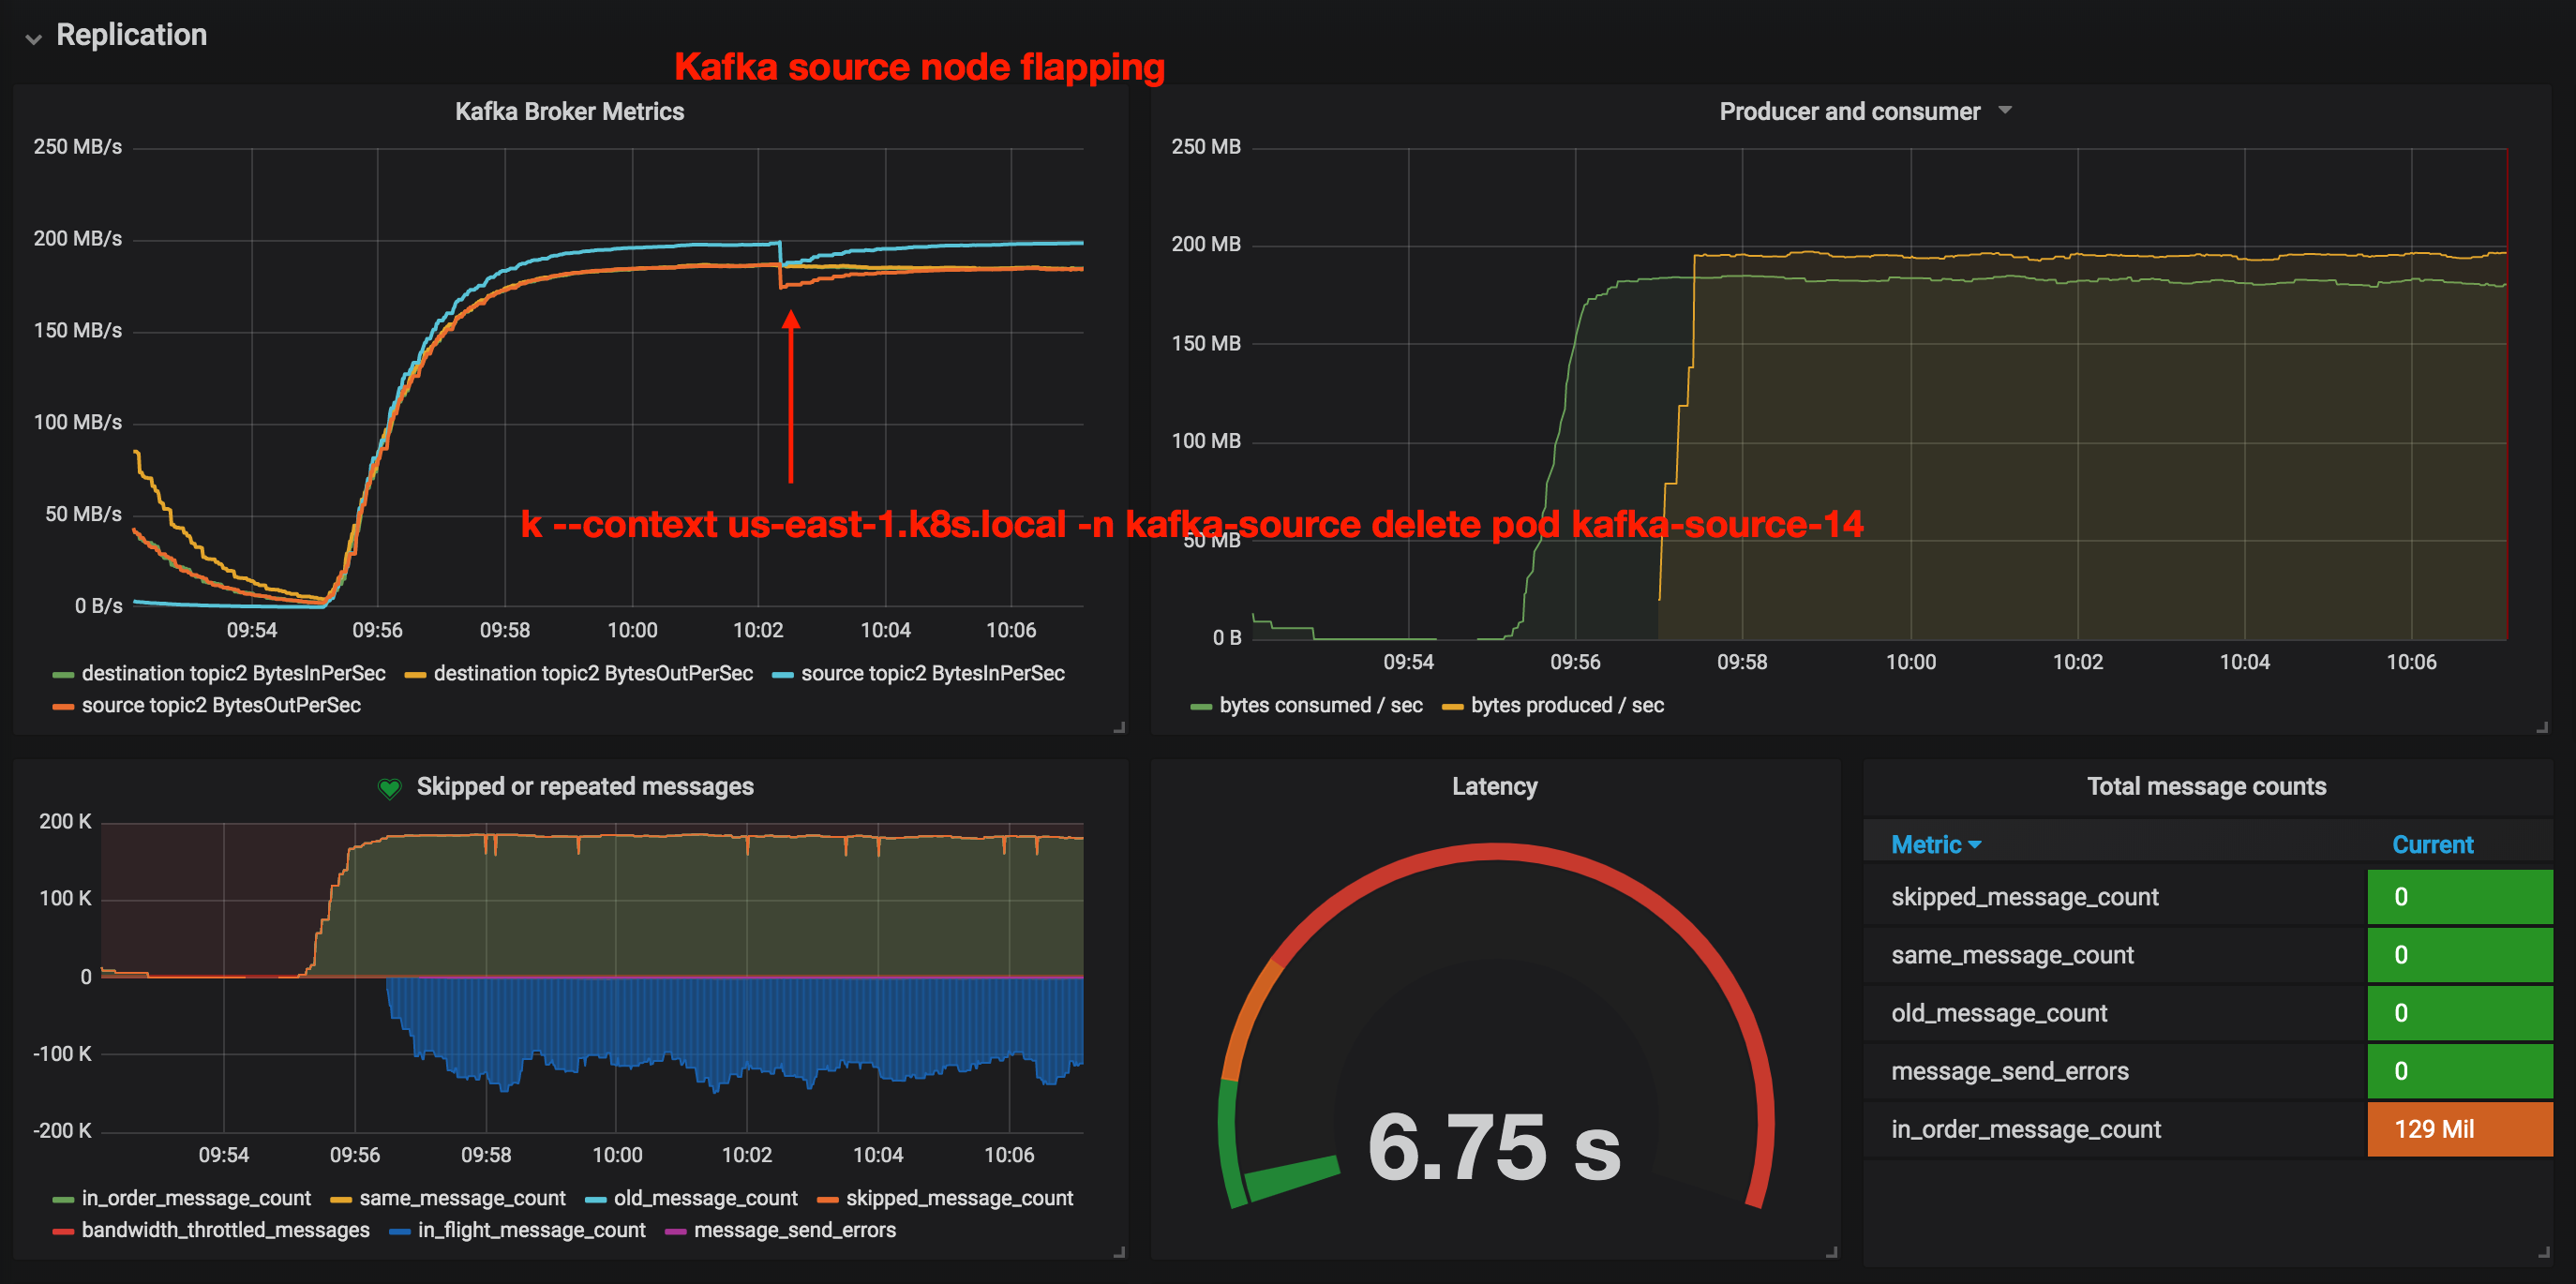 Replication
Kafka source node flapping
Kafka Broker Metrics
250 MB/s
200 MB/s
150 MB/s
100 MB/s
50 MB/s
0 B/s
09:54 09:56 09:58 10:00 10:02 10:04 10:06
destination topic2 BytesInPerSec destination topic2 BytesOutPerSec source topic2 BytesInPerSec
source topic2 BytesOutPerSec
k --context us-east-1.k8s.local -n kafka-source delete pod kafka-source-14
Producer and consumer
250 MB
200 MB
150 MB
100 MB
50 MB
0 B
09:54 09:56 09:58 10:00 10:02 10:04 10:06
bytes consumed / sec bytes produced / sec
Skipped or repeated messages
200 K
100 K
0
-100 K
-200 K
09:54 09:56 09:58 10:00 10:02 10:04 10:06
in_order_message_count same_message_count old_message_count skipped_message_count
bandwidth_throttled_messages in_flight_message_count message_send_errors
Latency
6.75 s
Total message counts
Metric Current
skipped_message_count 0
same_message_count 0
old_message_count 0
message_send_errors 0
in_order_message_count 129 Mil